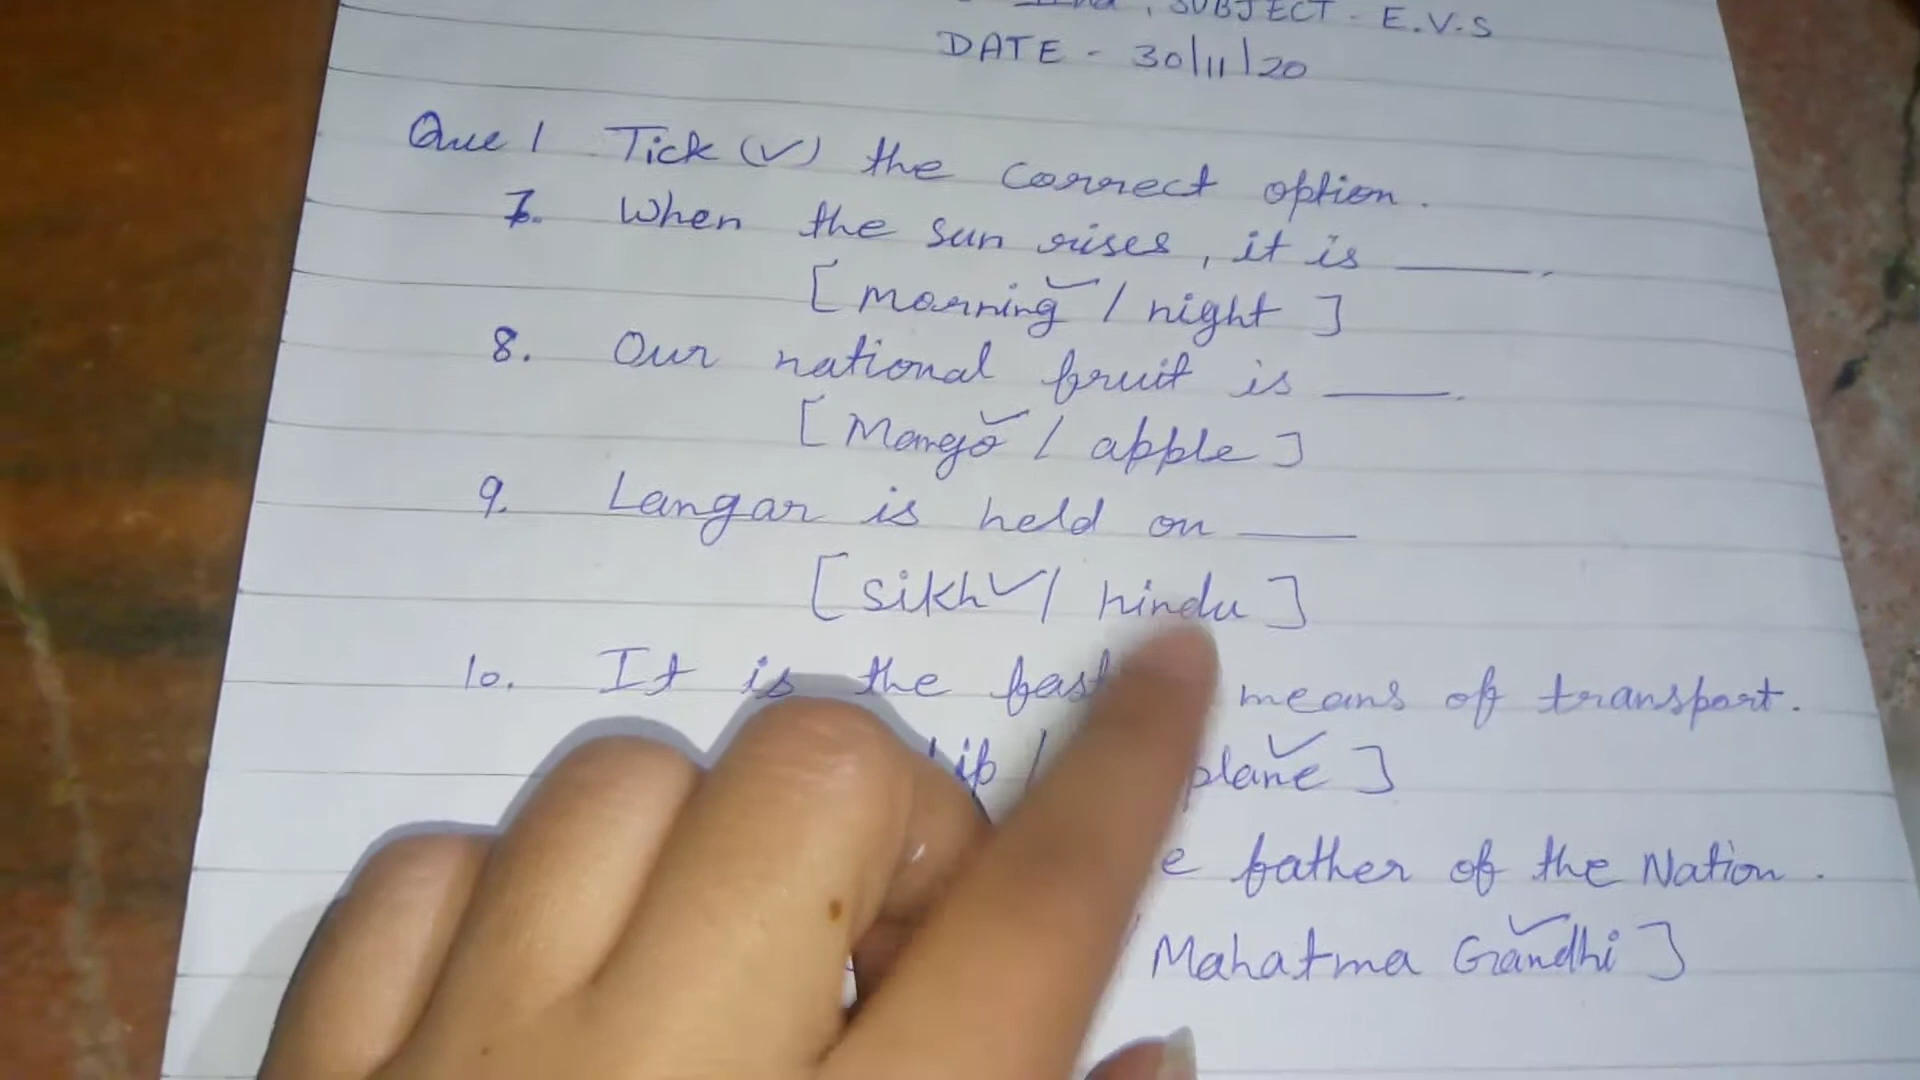 SUBJECT - E.V.S
DATE - 30/11/20
Que 1 Tick (✓) the correct option.
7. When the sun rises, it is ____.
[morning ✓ / night]
8. Our national fruit is ____.
[Mango ✓ / apple]
9. Langar is held on ____
[sikh ✓ / hindu]
10. It is the means of transport.
/ plane ✓]
father of the Nation.
Mahatma Gandhi ✓]